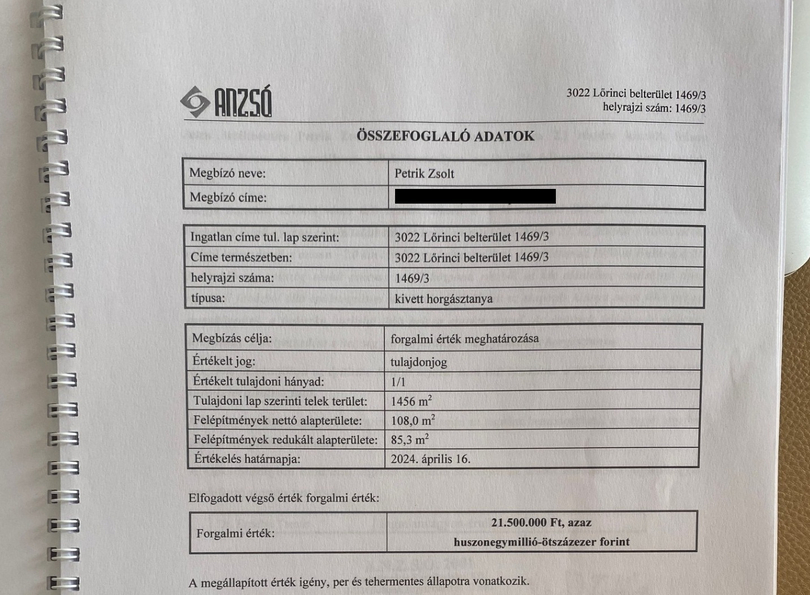 ANZSÓ
3022 Lőrinci belterület 1469/3
helyrajzi szám: 1469/3
ÖSSZEFOGLALÓ ADATOK
Megbízó neve: Petrik Zsolt
Megbízó címe:
Ingatlan címe tul. lap szerint: 3022 Lőrinci belterület 1469/3
Címe természetben: 3022 Lőrinci belterület 1469/3
helyrajzi száma: 1469/3
típusa: kivett horgásztanya
Megbízás célja: forgalmi érték meghatározása
Értékelt jog: tulajdonjog
Értékelt tulajdoni hányad: 1/1
Tulajdoni lap szerinti telek terület: 1456 m²
Felépítmények nettó alapterülete: 108,0 m²
Felépítmények redukált alapterülete: 85,3 m²
Értékelés határnapja: 2024. április 16.
Elfogadott végső érték forgalmi érték:
Forgalmi érték: 21.500.000 Ft, azaz
huszonegymillió-ötszázezer forint
A megállapított érték igény, per és tehermentes állapotra vonatkozik.